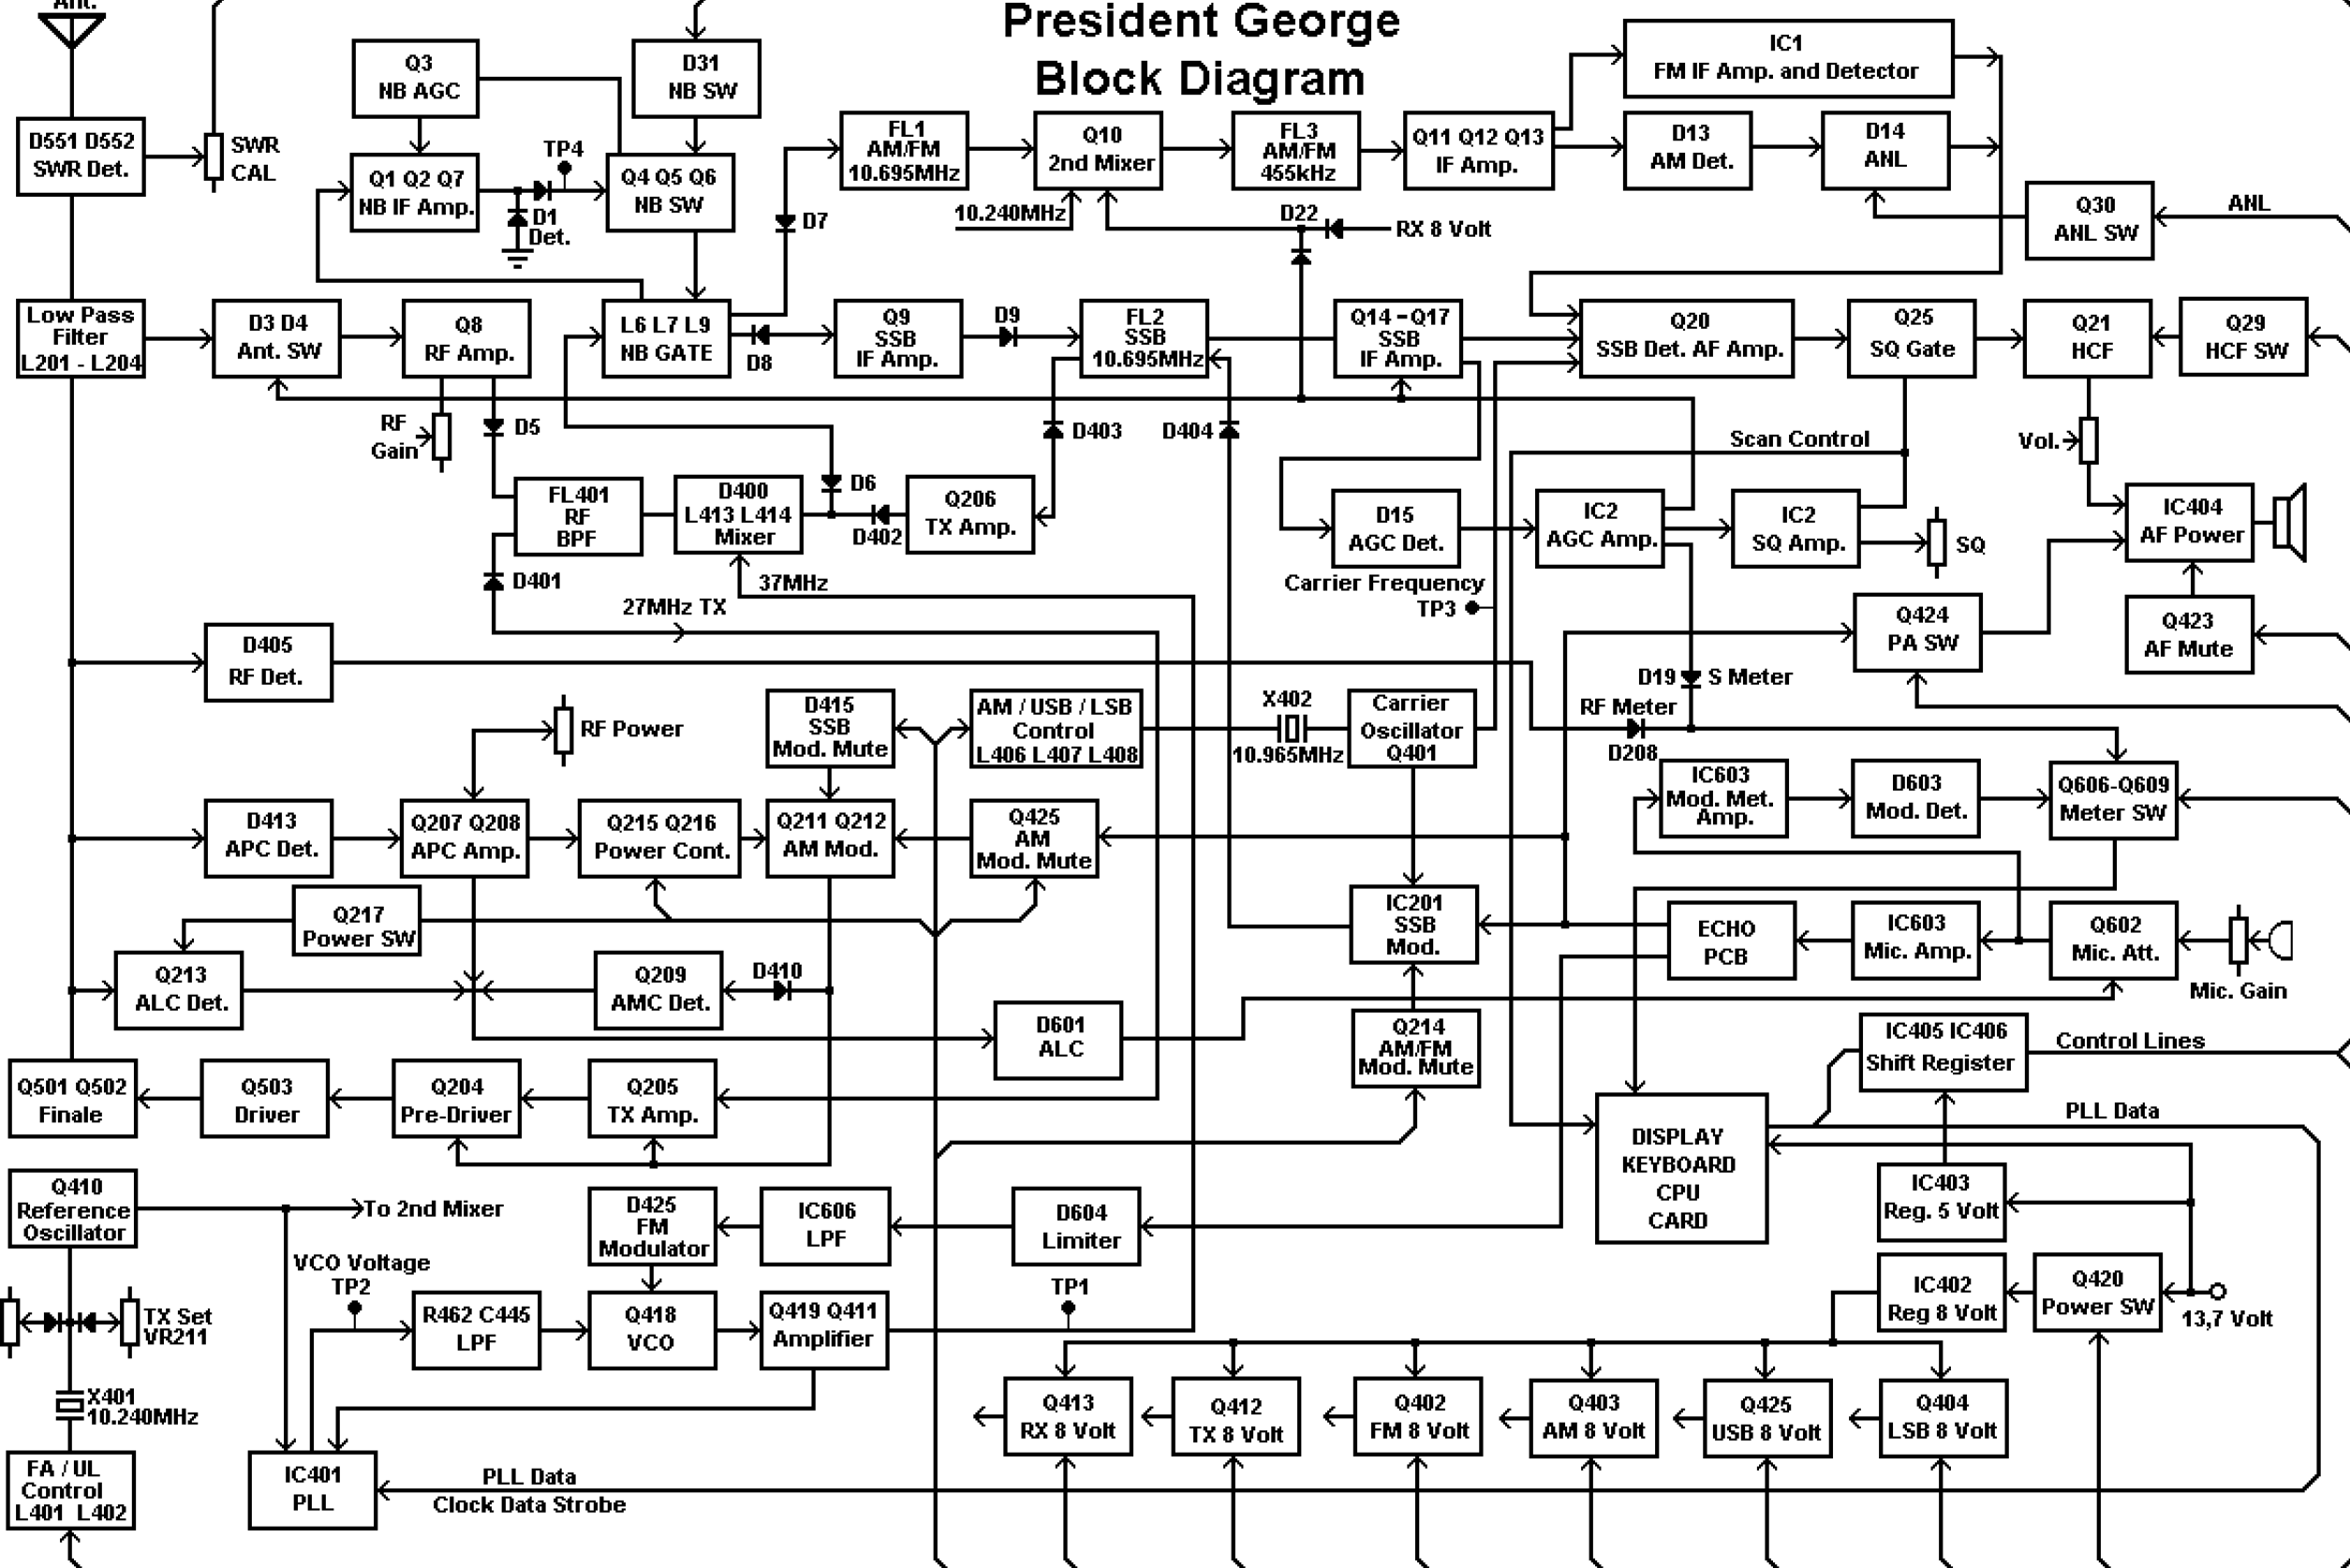 Ant.
President George
Block Diagram
Q3
NB AGC
D31
NB SW
IC1
FM IF Amp. and Detector
D551 D552
SWR Det.
SWR
CAL
Q1 Q2 Q7
NB IF Amp.
TP4
D1
Det.
Q4 Q5 Q6
NB SW
D7
FL1
AM/FM
10.695MHz
Q10
2nd Mixer
FL3
AM/FM
455kHz
Q11 Q12 Q13
IF Amp.
D13
AM Det.
D14
ANL
Q30
ANL SW
ANL
10.240MHz
D22
RX 8 Volt
Low Pass
Filter
L201 - L204
D3 D4
Ant. SW
Q8
RF Amp.
L6 L7 L9
NB GATE
D8
Q9
SSB
IF Amp.
D9
FL2
SSB
10.695MHz
Q14 - Q17
SSB
IF Amp.
Q20
SSB Det. AF Amp.
Q25
SQ Gate
Q21
HCF
Q29
HCF SW
RF
Gain
D5
D403
D404
Scan Control
Vol.
FL401
RF
BPF
D400
L413 L414
Mixer
D6
D402
Q206
TX Amp.
D15
AGC Det.
IC2
AGC Amp.
IC2
SQ Amp.
SQ
IC404
AF Power
D401
37MHz
27MHz TX
Carrier Frequency
TP3
Q424
PA SW
Q423
AF Mute
D405
RF Det.
D19
S Meter
RF Meter
D208
RF Power
D415
SSB
Mod. Mute
AM / USB / LSB
Control
L406 L407 L408
X402
10.965MHz
Carrier
Oscillator
Q401
IC603
Mod. Met.
Amp.
D603
Mod. Det.
Q606-Q609
Meter SW
D413
APC Det.
Q207 Q208
APC Amp.
Q215 Q216
Power Cont.
Q211 Q212
AM Mod.
Q425
AM
Mod. Mute
Q217
Power SW
IC201
SSB
Mod.
ECHO
PCB
IC603
Mic. Amp.
Q602
Mic. Att.
Mic. Gain
Q213
ALC Det.
Q209
AMC Det.
D410
D601
ALC
Q214
AM/FM
Mod. Mute
IC405 IC406
Shift Register
Control Lines
Q501 Q502
Finale
Q503
Driver
Q204
Pre-Driver
Q205
TX Amp.
DISPLAY
KEYBOARD
CPU
CARD
PLL Data
Q410
Reference
Oscillator
To 2nd Mixer
D425
FM
Modulator
IC606
LPF
D604
Limiter
IC403
Reg. 5 Volt
VCO Voltage
TP2
TP1
IC402
Reg 8 Volt
Q420
Power SW
13,7 Volt
TX Set
VR211
R462 C445
LPF
Q418
VCO
Q419 Q411
Amplifier
X401
10.240MHz
Q413
RX 8 Volt
Q412
TX 8 Volt
Q402
FM 8 Volt
Q403
AM 8 Volt
Q425
USB 8 Volt
Q404
LSB 8 Volt
FA / UL
Control
L401 L402
IC401
PLL
PLL Data
Clock Data Strobe